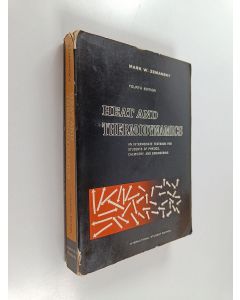 MARK W. ZEMANSKY
FOURTH EDITION
HEAT AND
THERMODYNAMICS
AN INTERMEDIATE TEXTBOOK FOR
STUDENTS OF PHYSICS,
CHEMISTRY, AND ENGINEERING
INTERNATIONAL STUDENT EDITION